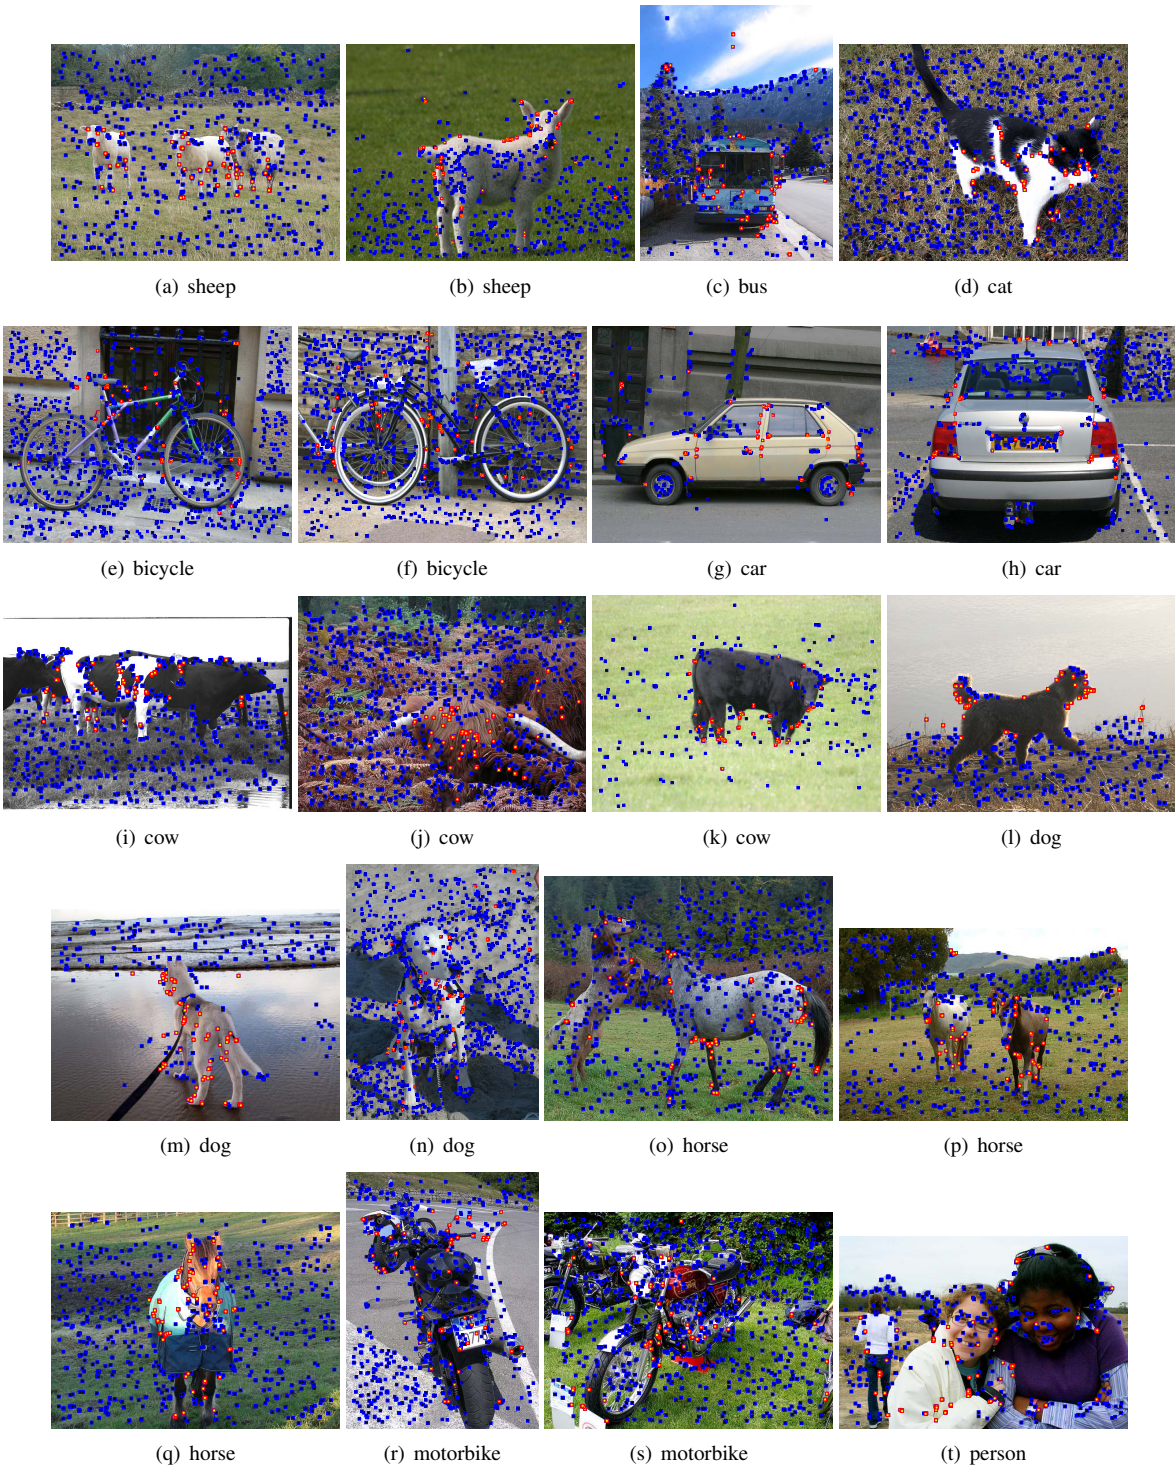 (a) sheep
(b) sheep
(c) bus
(d) cat
(e) bicycle
(f) bicycle
(g) car
(h) car
(i) cow
(j) cow
(k) cow
(l) dog
(m) dog
(n) dog
(o) horse
(p) horse
(q) horse
(r) motorbike
(s) motorbike
(t) person